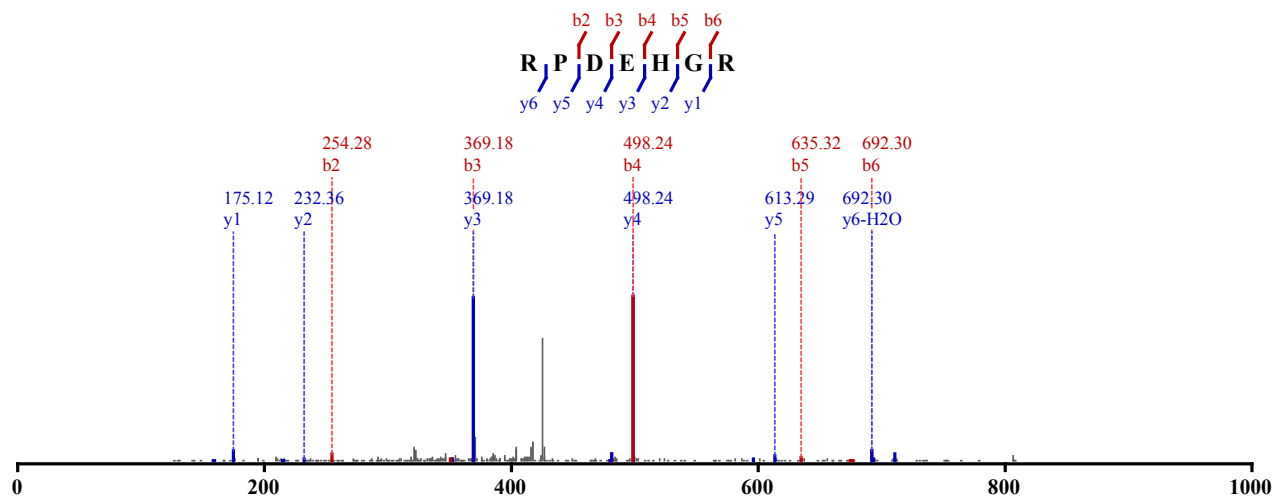 b2 b3 b4 b5 b6
R P D E H G R
y6 y5 y4 y3 y2 y1
254.28 369.18 498.24 635.32 692.30
b2 b3 b4 b5 b6
175.12 232.36 369.18 498.24 613.29 692.30
y1 y2 y3 y4 y5 y6-H2O
0 200 400 600 800 1000